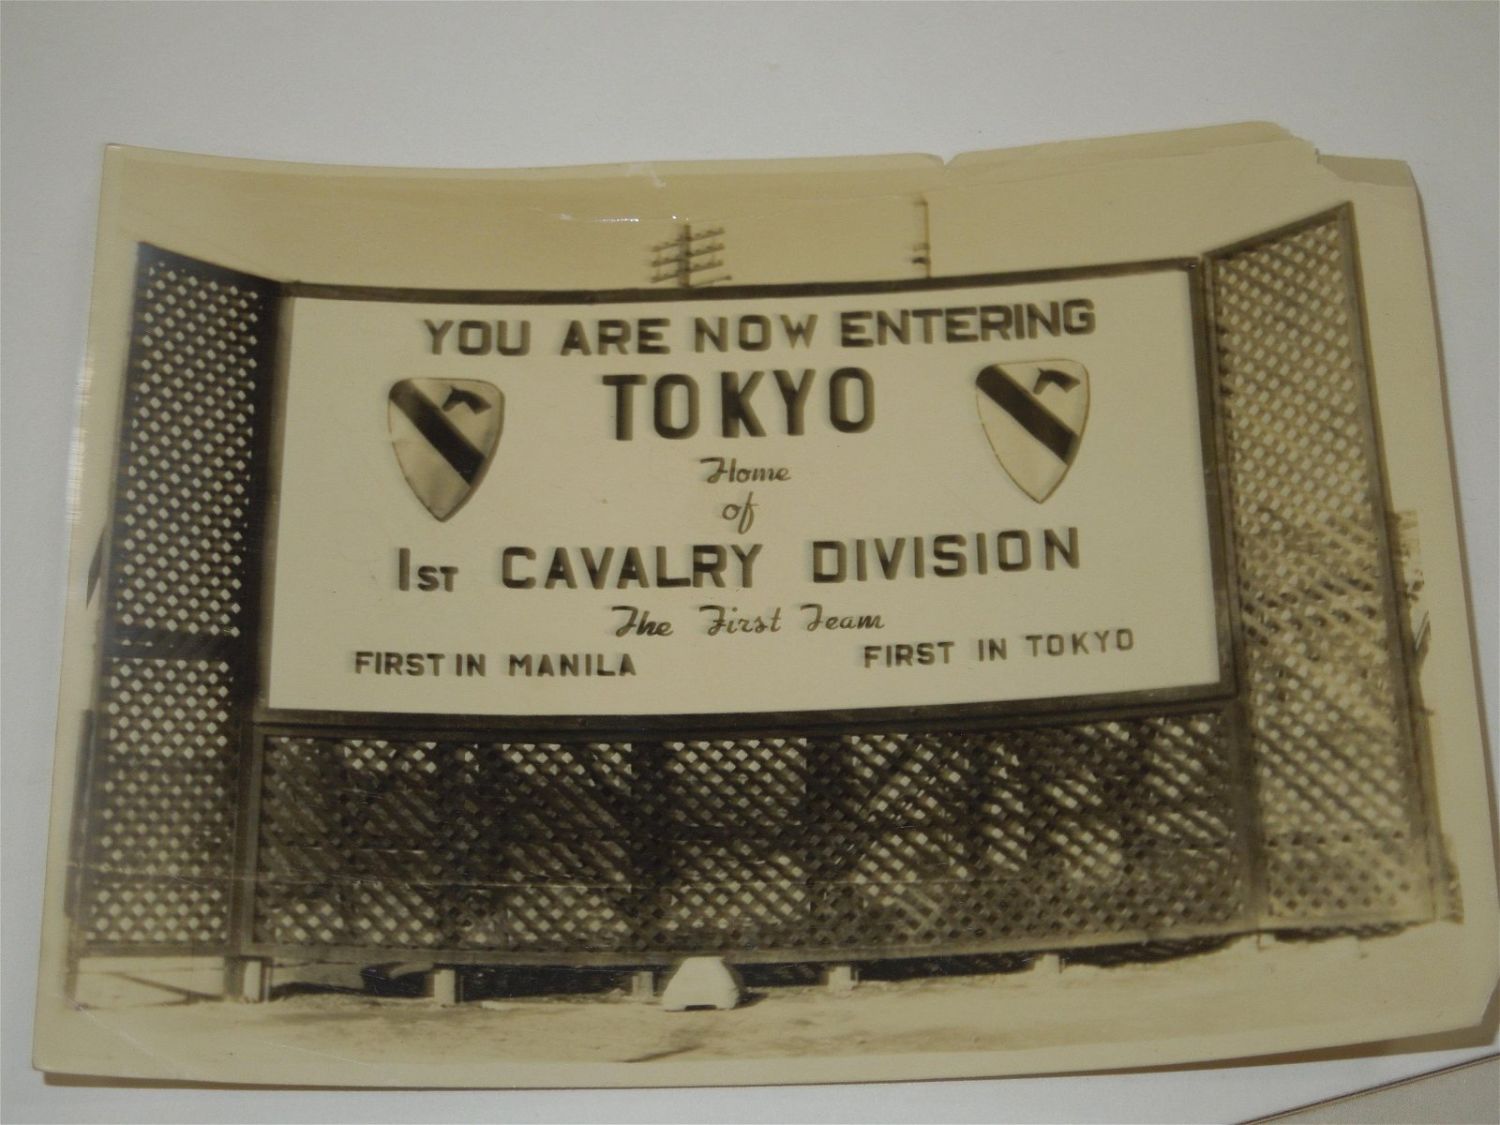 YOU ARE NOW ENTERING
TOKYO
Home
of
1ST CAVALRY DIVISION
The First Team
FIRST IN MANILA FIRST IN TOKYO